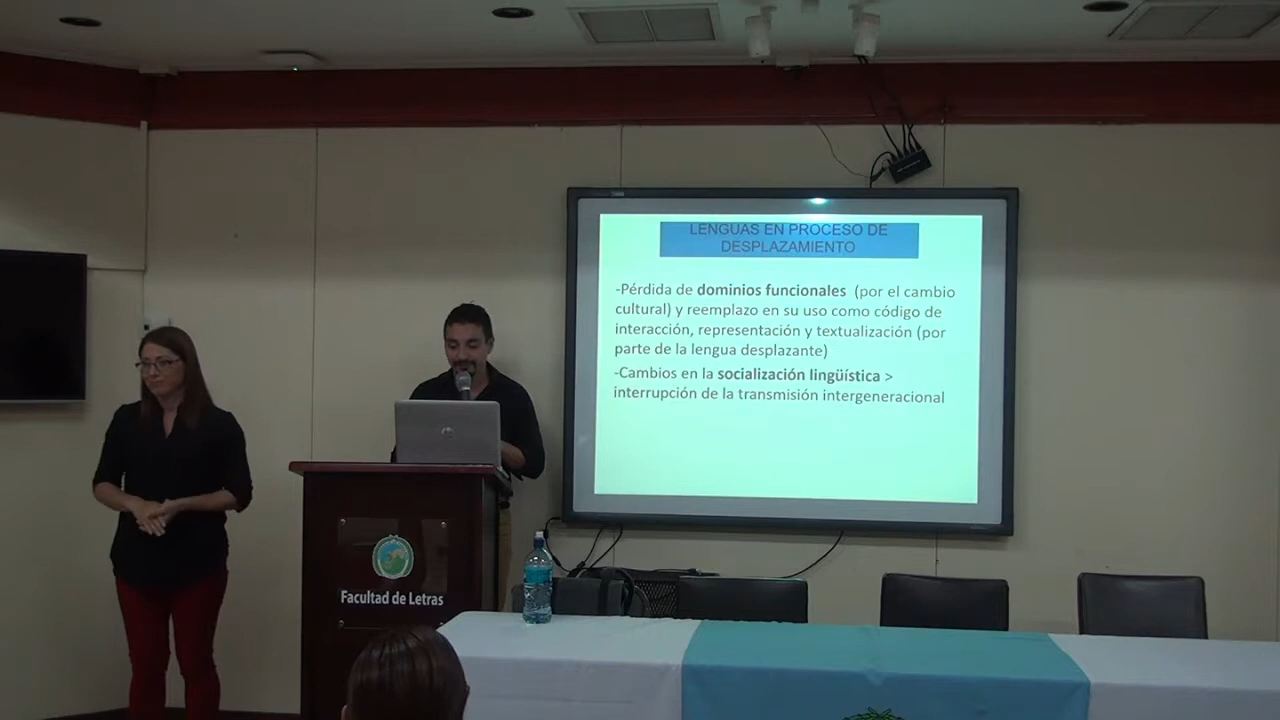 LENGUAS EN PROCESO DE
DESPLAZAMIENTO
-Pérdida de dominios funcionales (por el cambio
cultural) y reemplazo en su uso como código de
interacción, representación y textualización (por
parte de la lengua desplazante)
-Cambios en la socialización lingüística >
interrupción de la transmisión intergeneracional
Facultad de Letras